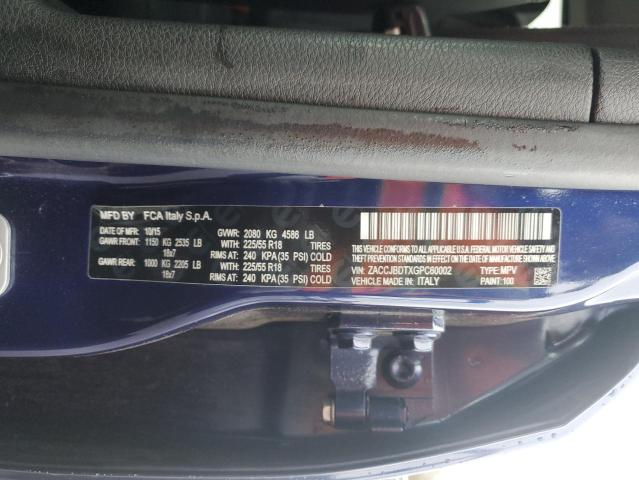 MFD BY FCA Italy S.p.A.
DATE OF MFR: 10/15 GVWR: 2080 KG 4586 LB
GAWR FRONT: 1150 KG 2535 LB WITH: 225/55 R18 TIRES
18x7 RIMS AT: 240 KPA (35 PSI) COLD
GAWR REAR: 1000 KG 2205 LB WITH: 225/55 R18 TIRES
18x7 RIMS AT: 240 KPA (35 PSI) COLD
THIS VEHICLE CONFORMS TO ALL APPLICABLE U.S.A. FEDERAL MOTOR VEHICLE
SAFETY, BUMPER, AND THEFT PREVENTION STANDARDS IN EFFECT ON THE DATE OF MANUFACTURE SHOWN ABOVE
VIN: ZACCJBDTXGPC80002 TYPE: MPV
VEHICLE MADE IN: ITALY PAINT: 100